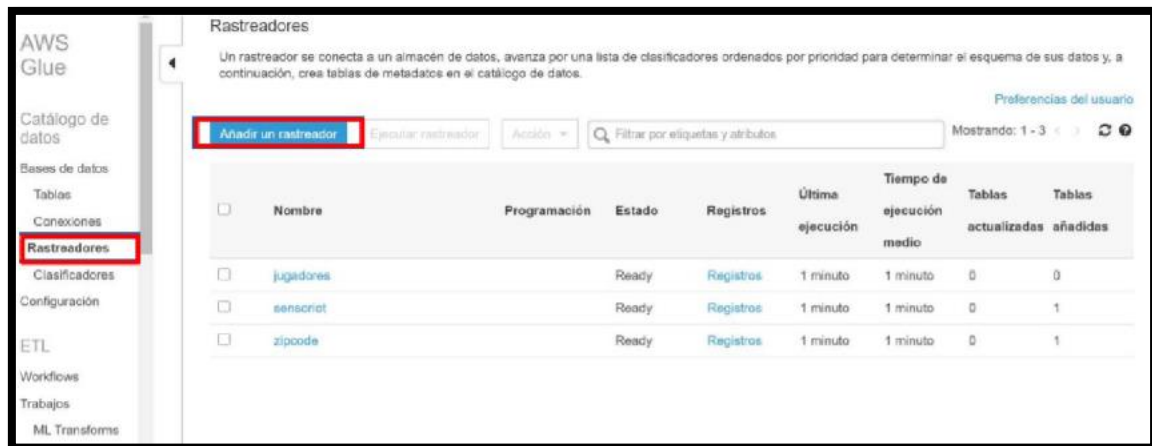 AWS
Glue
Catálogo de
datos
Bases de datos
Tablas
Conexiones
Rastreadores
Clasificadores
Configuración
ETL
Workflows
Trabajos
ML Transforms
Rastreadores
Un rastreador se conecta a un almacén de datos, avanza por una lista de clasificadores ordenados por prioridad para determinar el esquema de sus datos y, a
continuación, crea tablas de metadatos en el catálogo de datos.
Preferencias del usuario
Añadir un rastreador Ejecutar rastreador Acción Filtrar por etiquetas y atributos Mostrando: 1 - 3 < >
Nombre Programación Estado Registros Última ejecución Tiempo de ejecución medio Tablas actualizadas Tablas añadidas
jugadores Ready Registros 1 minuto 1 minuto 0 0
senscriot Ready Registros 1 minuto 1 minuto 0 1
zipcode Ready Registros 1 minuto 1 minuto 0 1